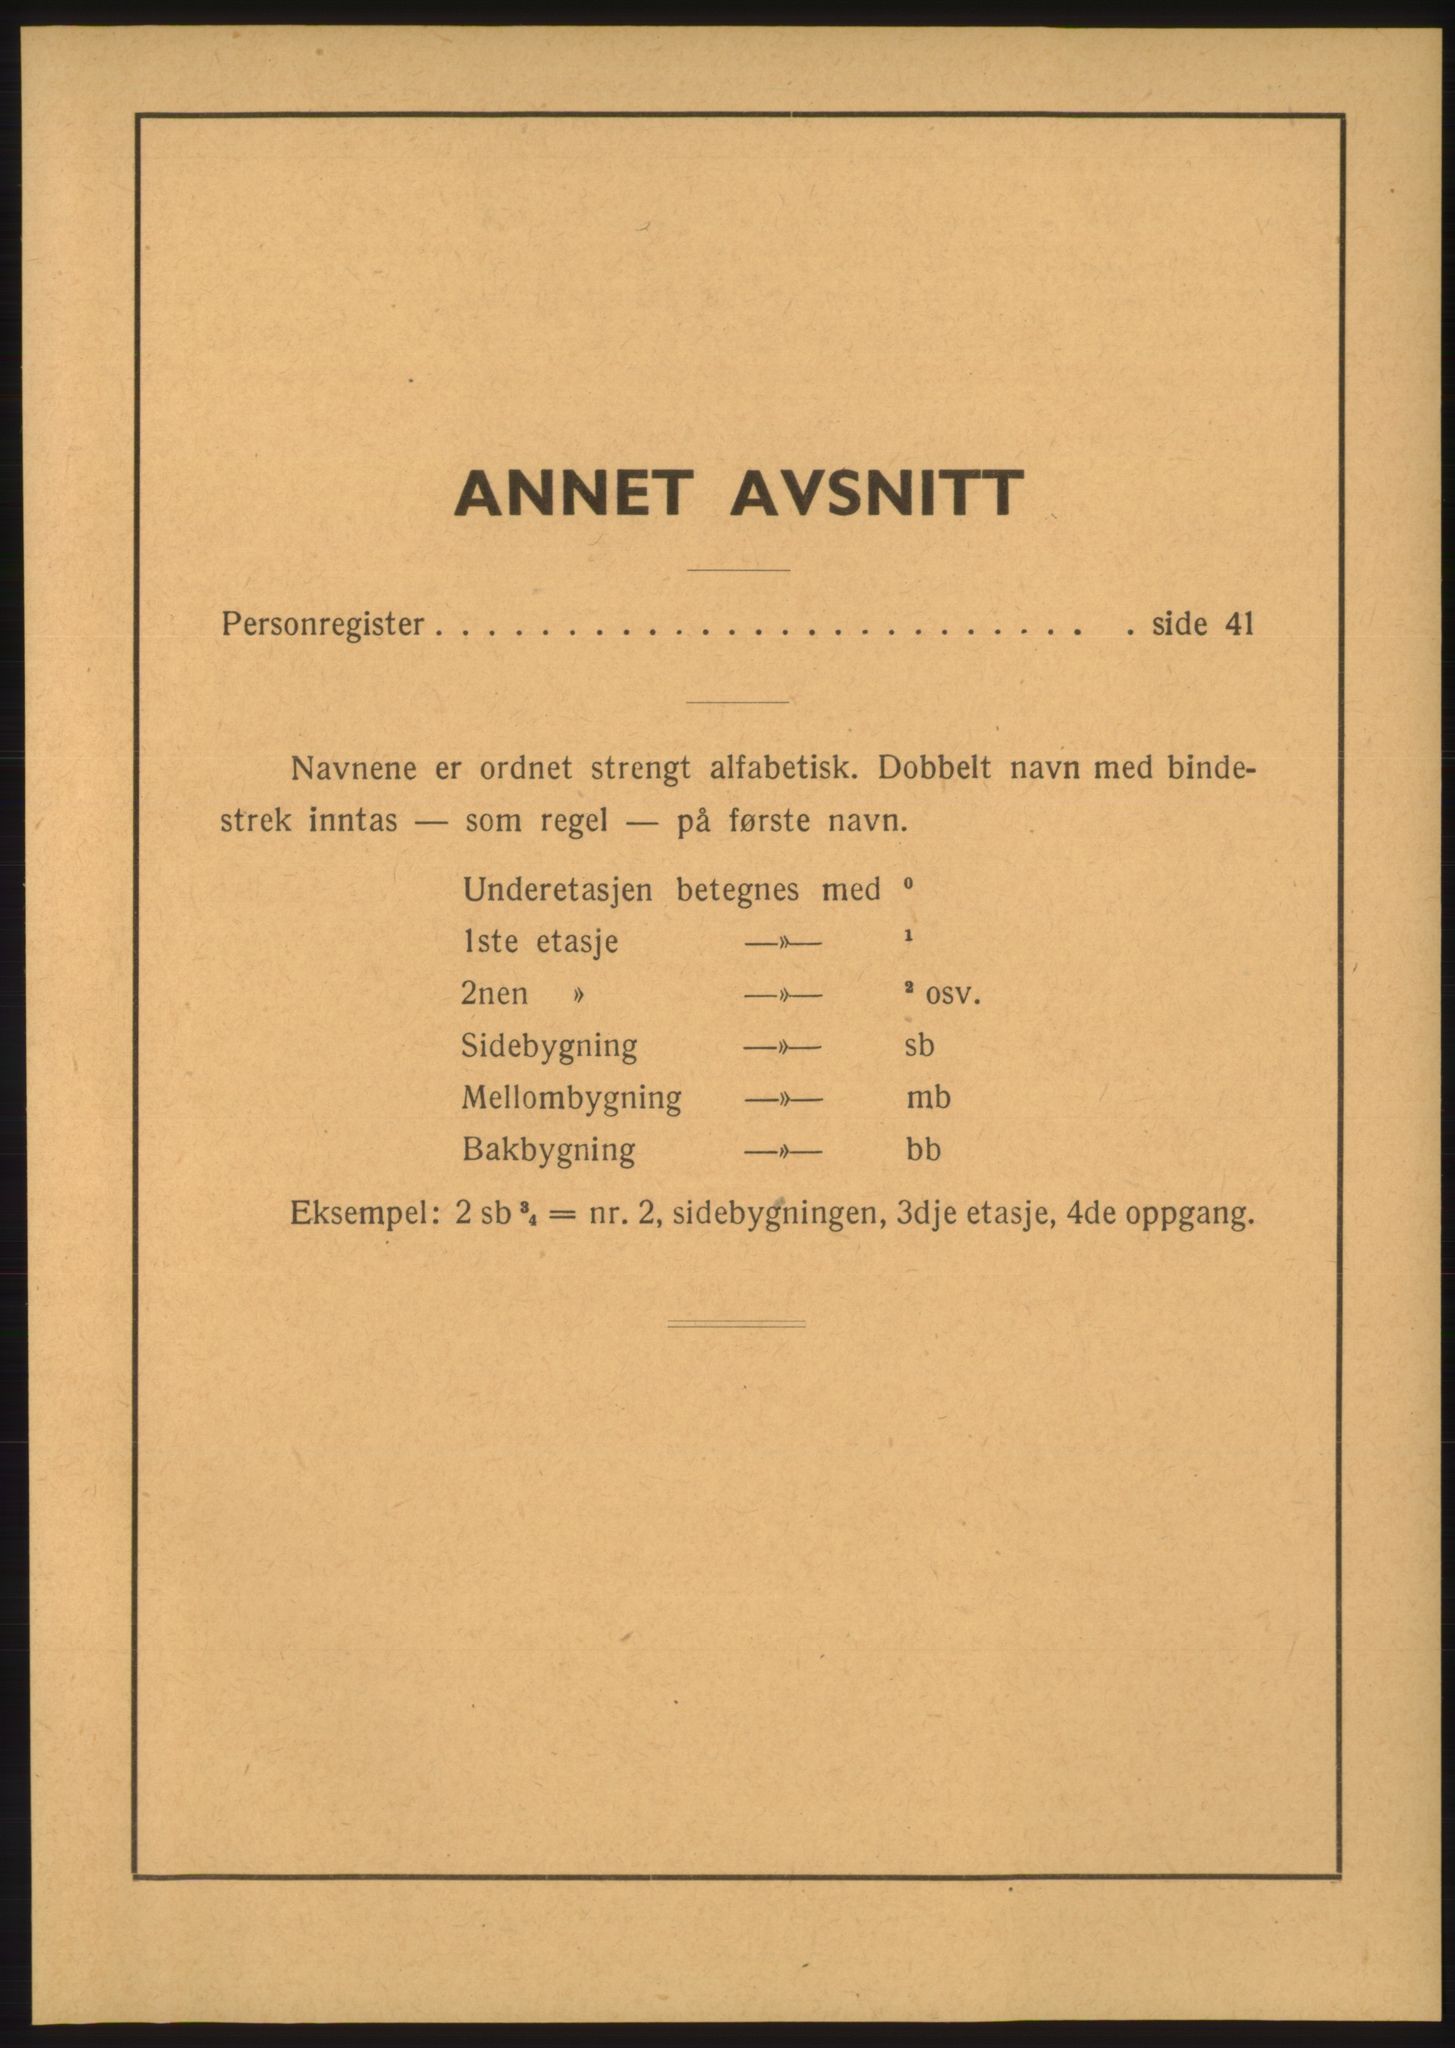 ANNET AVSNITT
Personregister . . . . . . . . . . . . . . . . . . . . . . . . . . side 41
Navnene er ordnet strengt alfabetisk. Dobbelt navn med binde-
strek inntas — som regel — på første navn.
Underetasjen betegnes med ⁰
1ste etasje —»— ¹
2nen » —»— ² osv.
Sidebygning —»— sb
Mellombygning —»— mb
Bakbygning —»— bb
Eksempel: 2 sb ³₄ = nr. 2, sidebygningen, 3dje etasje, 4de oppgang.